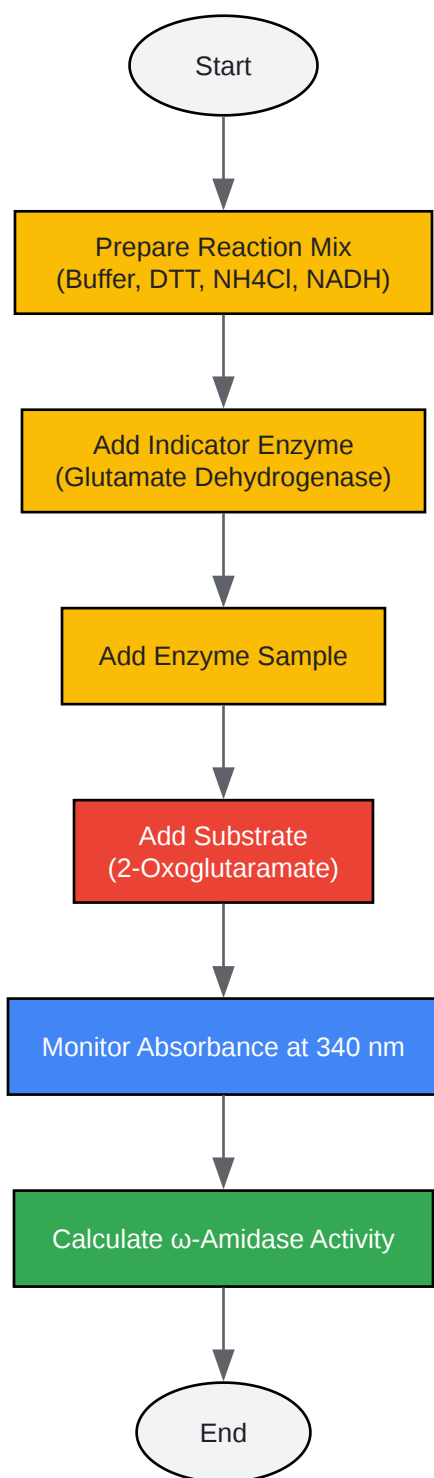 Start
Prepare Reaction Mix
(Buffer, DTT, NH4Cl, NADH)
Add Indicator Enzyme
(Glutamate Dehydrogenase)
Add Enzyme Sample
Add Substrate
(2-Oxoglutaramate)
Monitor Absorbance at 340 nm
Calculate ω-Amidase Activity
End